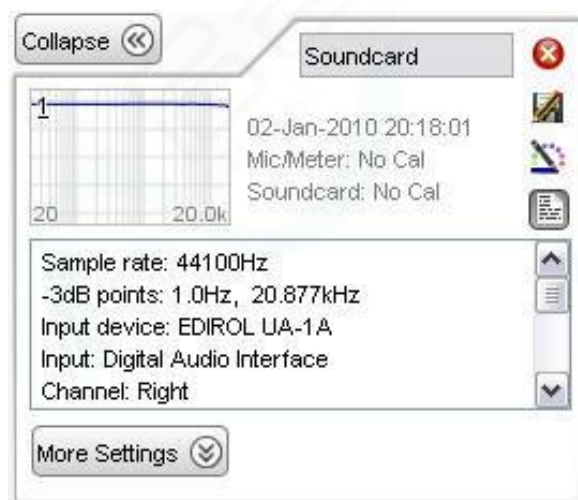 Collapse
Soundcard
1
20
20.0k
02-Jan-2010 20:18:01
Mic/Meter: No Cal
Soundcard: No Cal
Sample rate: 44100Hz
-3dB points: 1.0Hz, 20.877kHz
Input device: EDIROL UA-1A
Input: Digital Audio Interface
Channel: Right
More Settings